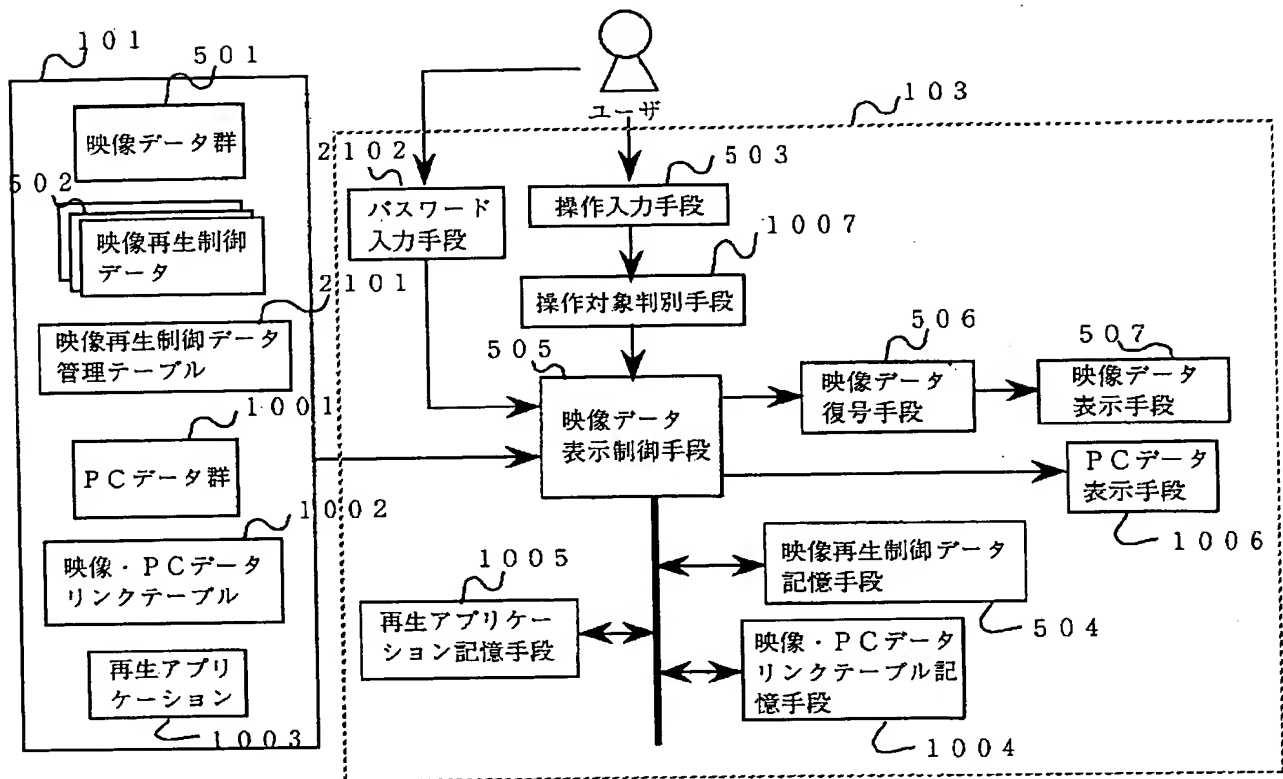 １０１
５０１
映像データ群
５０２
映像再生制御
データ
２１０１
映像再生制御データ
管理テーブル
１００１
ＰＣデータ群
１００２
映像・ＰＣデータ
リンクテーブル
再生アプリ
ケーション
１００３
ユーザ
１０３
２１０２
パスワード
入力手段
５０３
操作入力手段
１００７
操作対象判別手段
５０５
映像データ
表示制御手段
５０６
映像データ
復号手段
５０７
映像データ
表示手段
ＰＣデータ
表示手段
１００６
１００５
再生アプリケー
ション記憶手段
映像再生制御データ
記憶手段
５０４
映像・ＰＣデータ
リンクテーブル記
憶手段
１００４